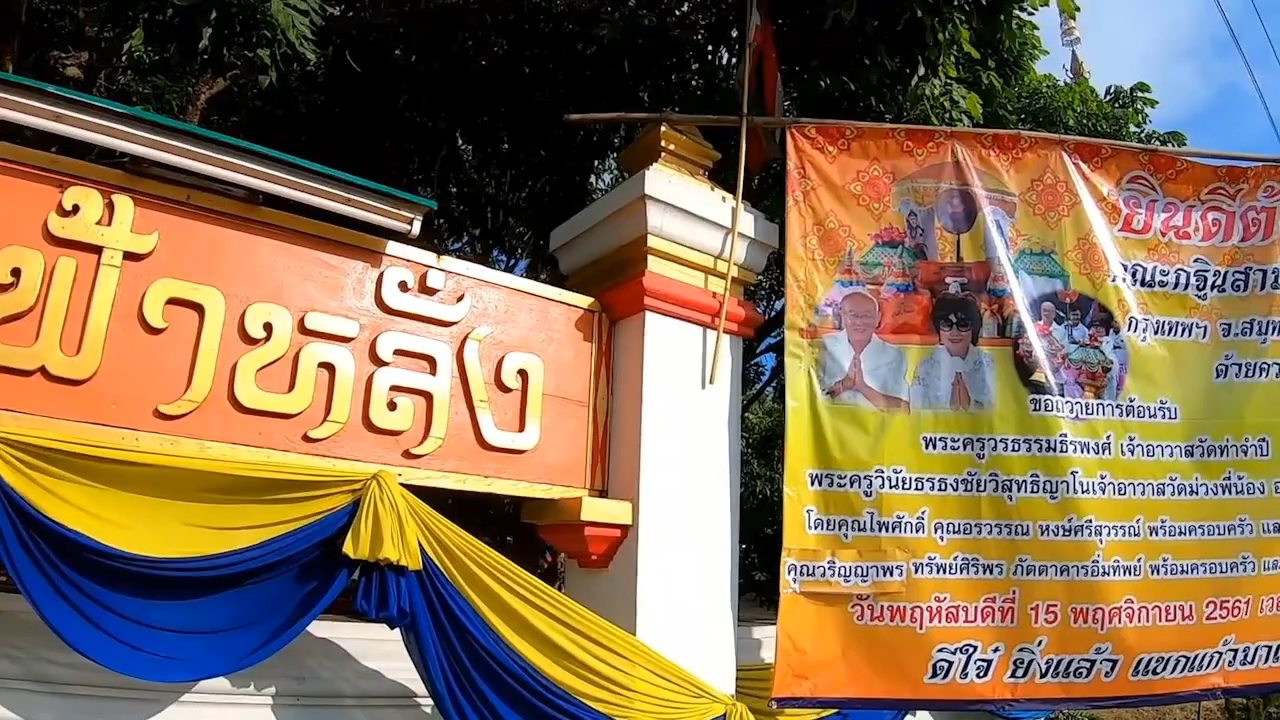 ฟ้าหลั่ง
ยินดีต้
คณะกฐินสาม
กรุงเทพฯ จ.สมุท
ด้วยคว
ขอถวายการต้อนรับ
พระครูวรธรรมธีรพงศ์ เจ้าอาวาสวัดท่าจำปี
พระครูวินัยธรธงชัยวิสุทธิญาโนเจ้าอาวาสวัดม่วงพี่น้อง อ
โดยคุณไพศักดิ์ คุณอรวรรณ หงษ์ศรีสุวรรณ์ พร้อมครอบครัว และ
คุณวริญญาพร ทรัพย์ศิริพร ภัตตาคารอิ่มทิพย์ พร้อมครอบครัว และ
วันพฤหัสบดีที่ 15 พฤศจิกายน 2561 เวล
ดีใจ๋ ยิ่งแล้ว แขกแก้วมาเ